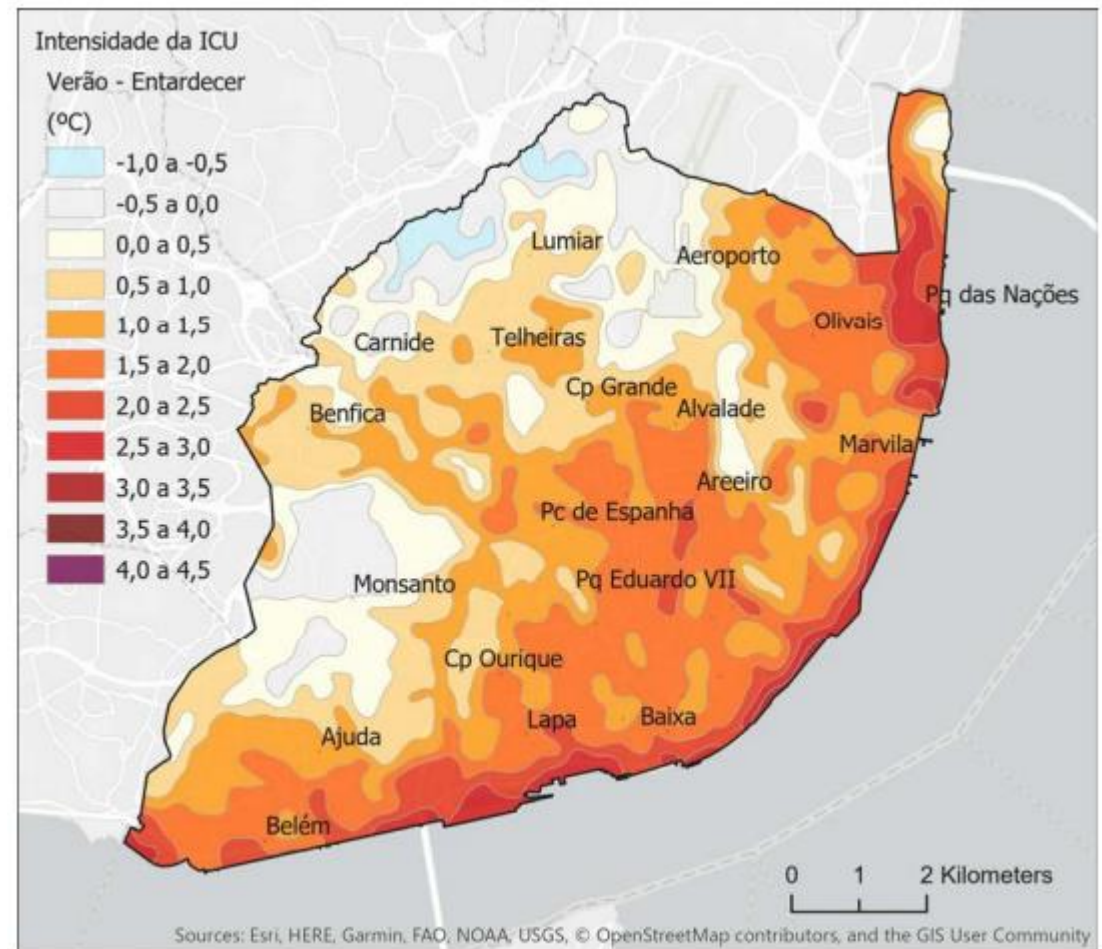 Intensidade da ICU
Verão - Entardecer
(ºC)
-1,0 a -0,5
-0,5 a 0,0
0,0 a 0,5
0,5 a 1,0
1,0 a 1,5
1,5 a 2,0
2,0 a 2,5
2,5 a 3,0
3,0 a 3,5
3,5 a 4,0
4,0 a 4,5
Lumiar
Aeroporto
Pq das Nações
Olivais
Carnide
Telheiras
Cp Grande
Benfica
Alvalade
Marvila
Areeiro
Pc de Espanha
Monsanto
Pq Eduardo VII
Cp Ourique
Lapa
Baixa
Ajuda
Belém
0 1 2 Kilometers
Sources: Esri, HERE, Garmin, FAO, NOAA, USGS, © OpenStreetMap contributors, and the GIS User Community